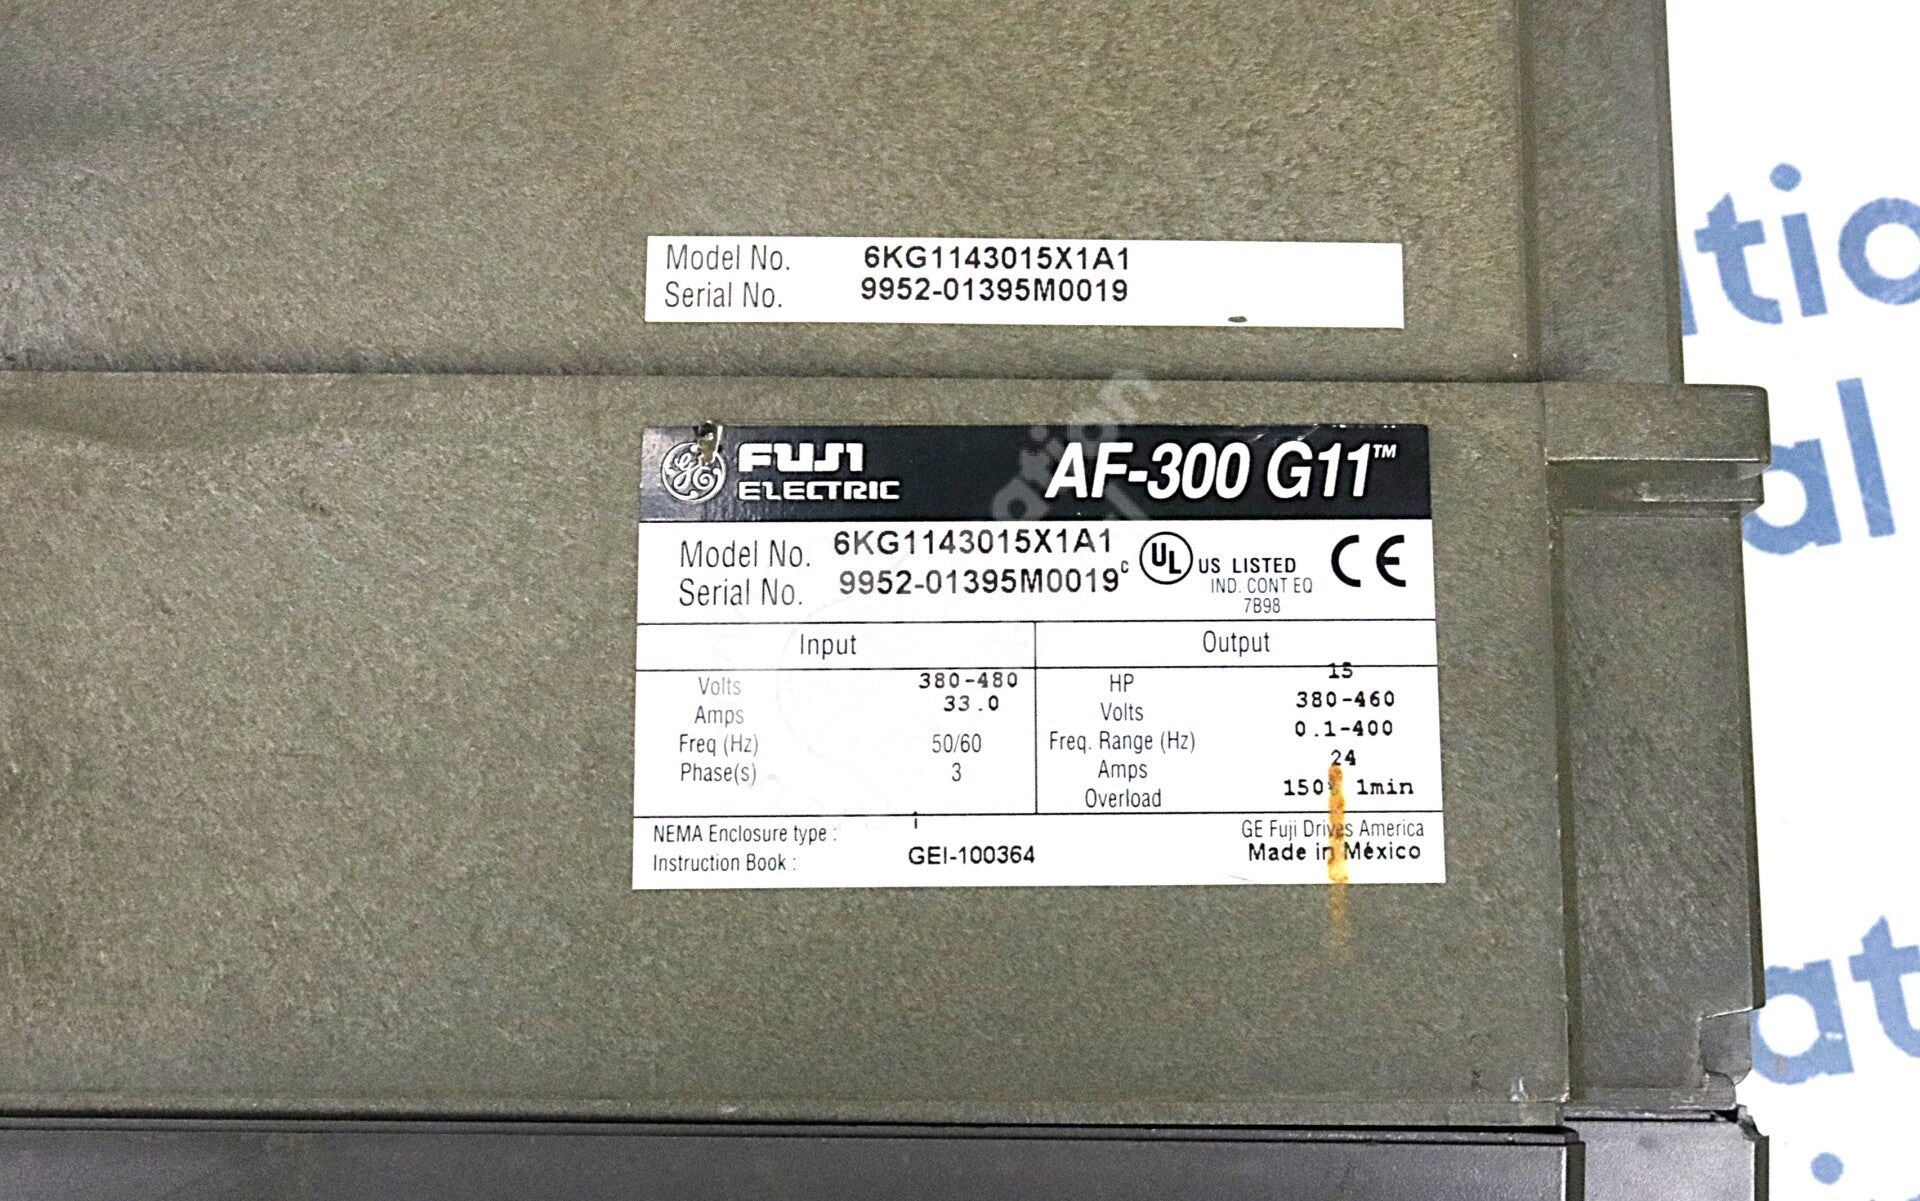 Model No. 6KG1143015X1A1
Serial No. 9952-01395M0019
GE FUJI ELECTRIC AF-300 G11™
Model No. 6KG1143015X1A1
Serial No. 9952-01395M0019
c UL US LISTED CE
IND. CONT EQ
7B98
Input Output
Volts 380-480 HP 15
Amps 33.0 Volts 380-460
Freq (Hz) 50/60 Freq. Range (Hz) 0.1-400
Phase(s) 3 Amps 24
Overload 150% 1min
NEMA Enclosure type : 1 GE Fuji Drives America
Instruction Book : GEI-100364 Made in México